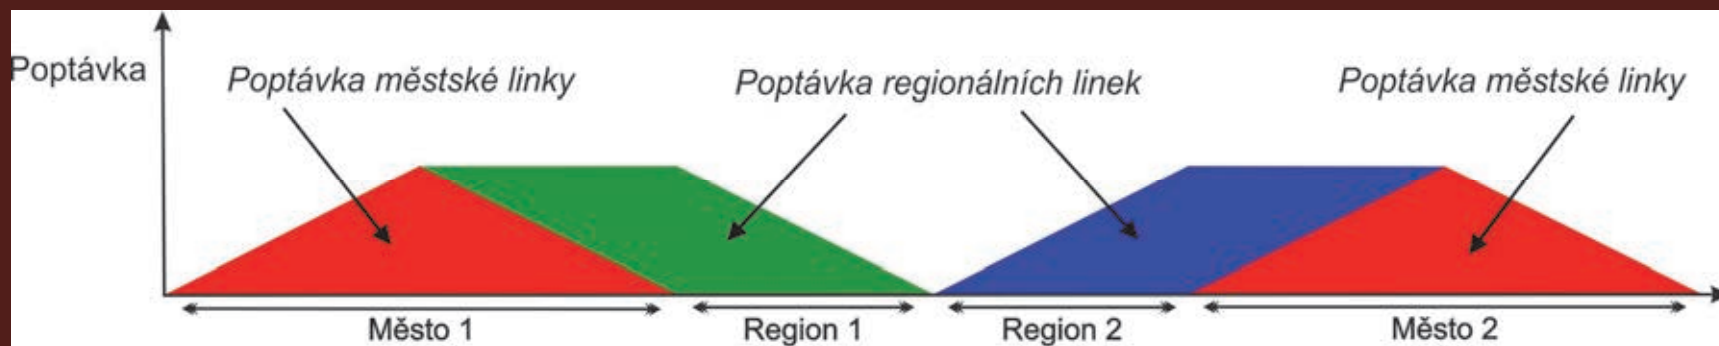 Poptávka
Poptávka městské linky
Poptávka regionálních linek
Poptávka městské linky
Město 1
Region 1
Region 2
Město 2